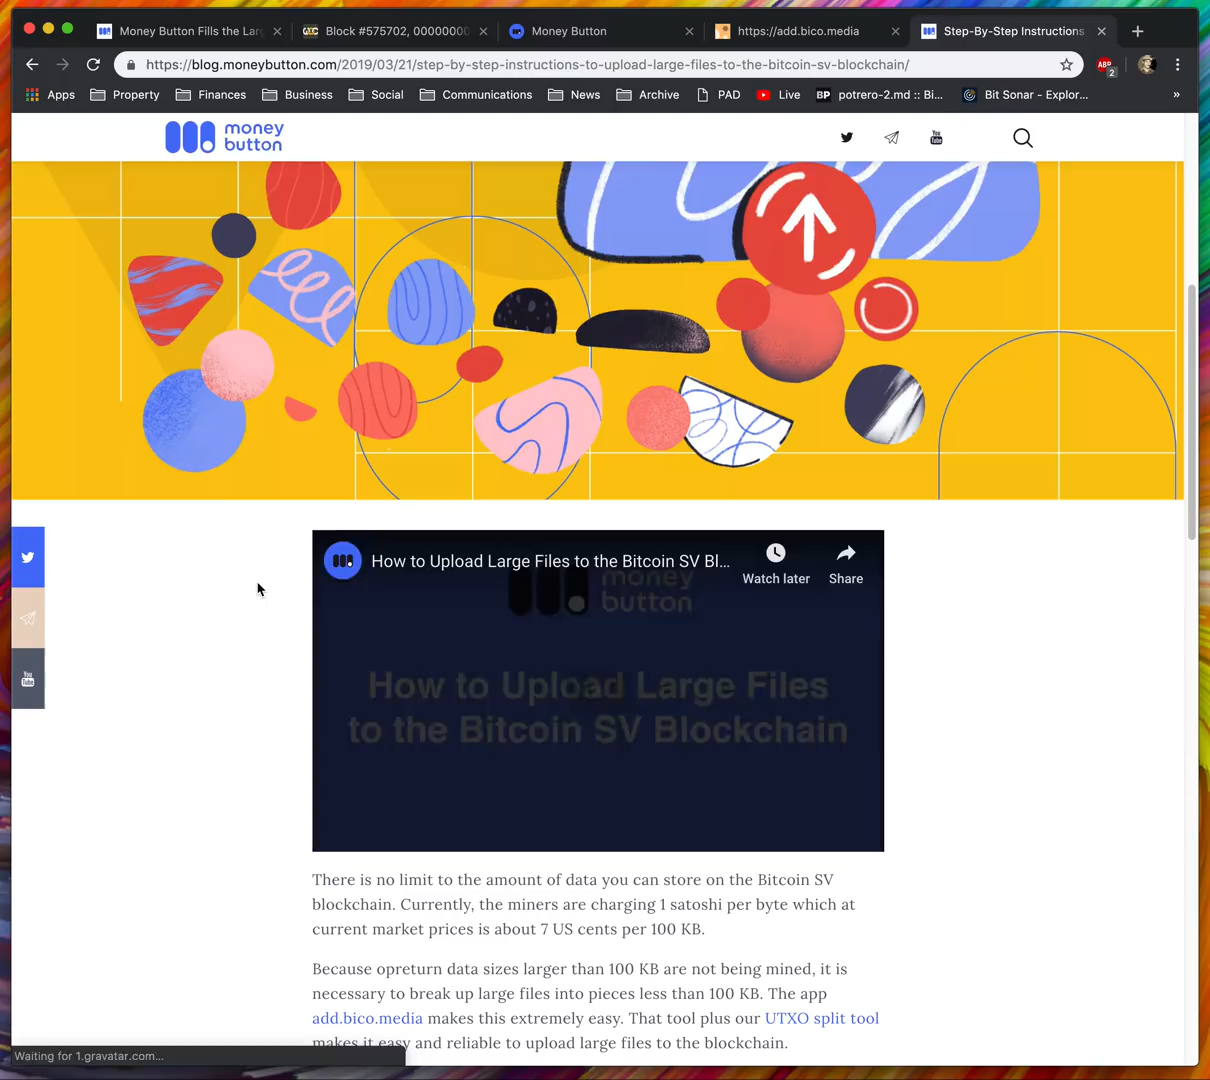 Money Button Fills the Larg
Block #575702, 00000000
Money Button
https://add.bico.media
Step-By-Step Instructions
https://blog.moneybutton.com/2019/03/21/step-by-step-instructions-to-upload-large-files-to-the-bitcoin-sv-blockchain/
ABP
2
Apps
Property
Finances
Business
Social
Communications
News
Archive
PAD
Live
BP
potrero-2.md :: Bi...
Bit Sonar - Explor...
»
money
button
You
Tube
How to Upload Large Files to the Bitcoin SV Bl...
Watch later
Share
money
button
How to Upload Large Files
to the Bitcoin SV Blockchain
You
Tube
There is no limit to the amount of data you can store on the Bitcoin SV
blockchain. Currently, the miners are charging 1 satoshi per byte which at
current market prices is about 7 US cents per 100 KB.
Because opreturn data sizes larger than 100 KB are not being mined, it is
necessary to break up large files into pieces less than 100 KB. The app
add.bico.media makes this extremely easy. That tool plus our UTXO split tool
makes it easy and reliable to upload large files to the blockchain.
Waiting for 1.gravatar.com...